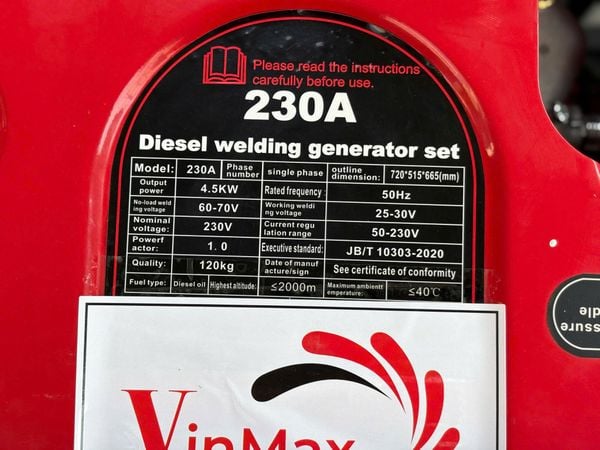 Please read the instructions
carefully before use.
230A
Diesel welding generator set
Model: 230A Phase number single phase outline dimension: 720*515*665(mm)
Output power 4.5KW Rated frequency 50Hz
No-load weld ing voltage 60-70V Working weldi ng voltage 25-30V
Nominal voltage: 230V Current regu lation range 50-230V
Powerf actor: 1.0 Executive standard: JB/T 10303-2020
Quality: 120kg Date of manuf acture/sign See certificate of conformity
Fuel type: Diesel oil Highest altitude: ≤2000m Maximum ambientt emperature: ≤40℃
VinMax